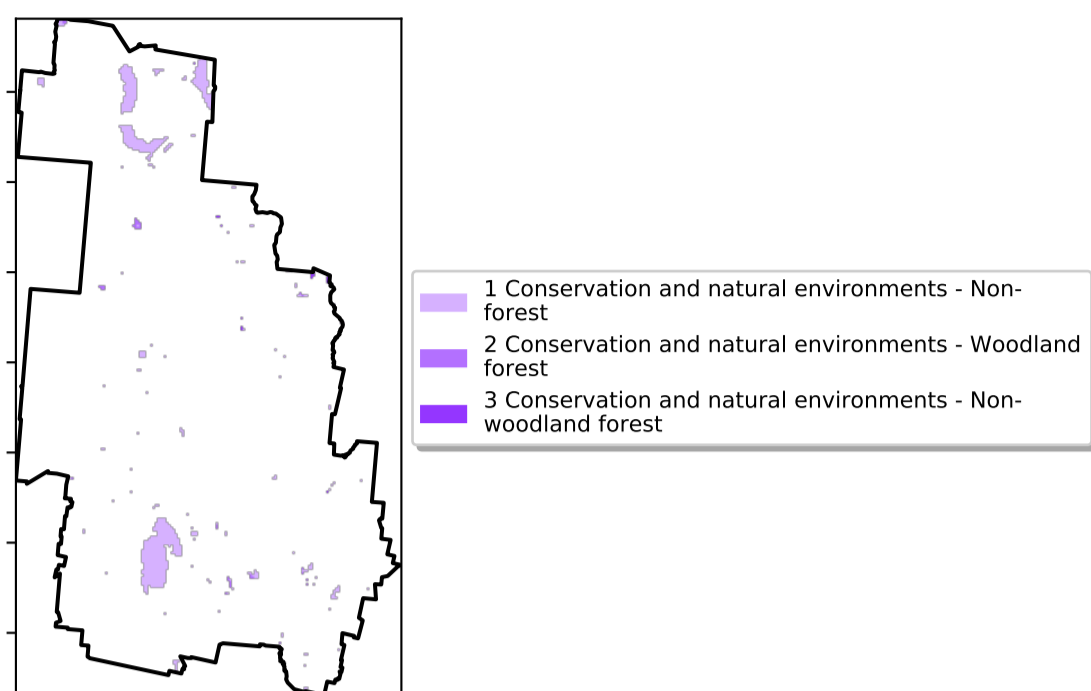 1 Conservation and natural environments - Non-
forest
2 Conservation and natural environments - Woodland
forest
3 Conservation and natural environments - Non-
woodland forest